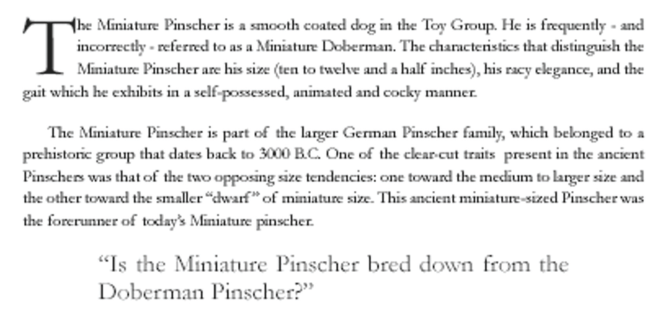 The Miniature Pinscher is a smooth coated dog in the Toy Group. He is frequently - and
incorrectly - referred to as a Miniature Doberman. The characteristics that distinguish the
Miniature Pinscher are his size (ten to twelve and a half inches), his racy elegance, and the
gait which he exhibits in a self-possessed, animated and cocky manner.
The Miniature Pinscher is part of the larger German Pinscher family, which belonged to a
prehistoric group that dates back to 3000 B.C. One of the clear-cut traits present in the ancient
Pinschers was that of the two opposing size tendencies: one toward the medium to larger size and
the other toward the smaller “dwarf” of miniature size. This ancient miniature-sized Pinscher was
the forerunner of today’s Miniature pinscher.
“Is the Miniature Pinscher bred down from the
Doberman Pinscher?”